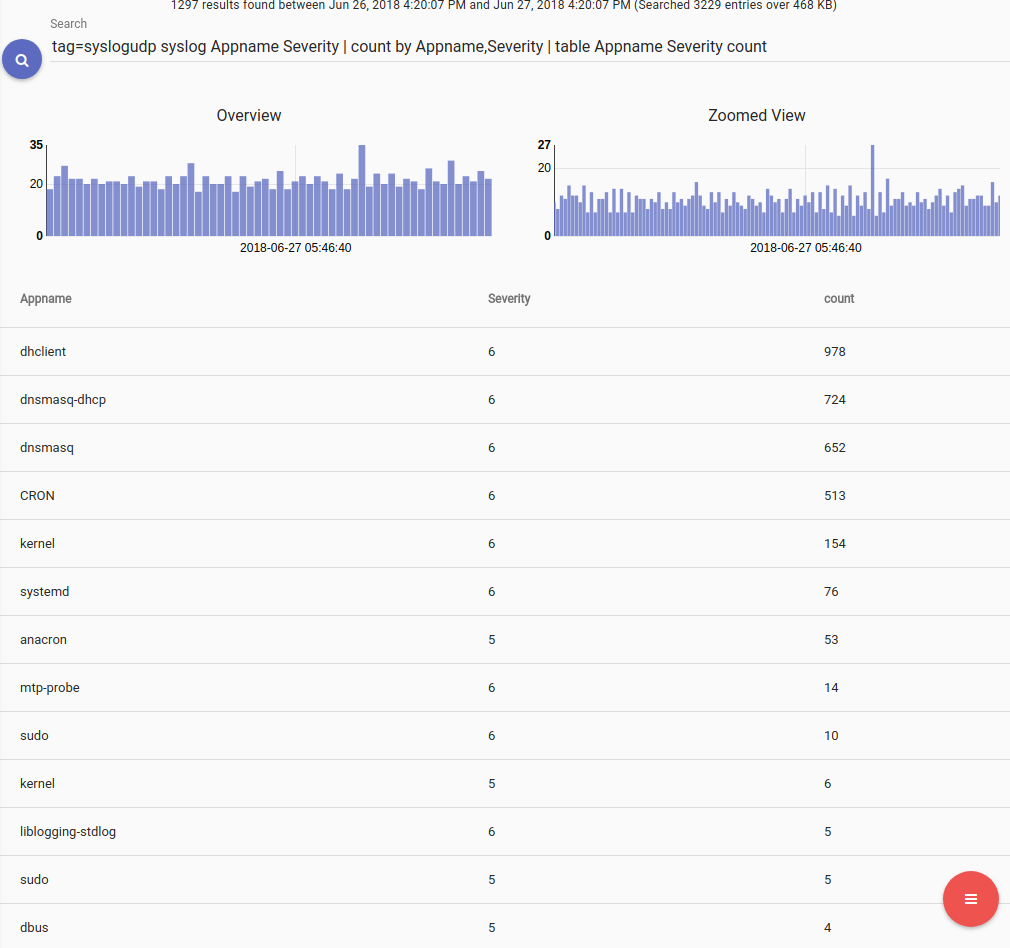 1297 results found between Jun 26, 2018 4:20:07 PM and Jun 27, 2018 4:20:07 PM (Searched 3229 entries over 468 KB)
Search
tag=syslogudp syslog Appname Severity | count by Appname,Severity | table Appname Severity count
Overview
35
20
0
2018-06-27 05:46:40
Zoomed View
27
20
0
2018-06-27 05:46:40
Appname Severity count
dhclient 6 978
dnsmasq-dhcp 6 724
dnsmasq 6 652
CRON 6 513
kernel 6 154
systemd 6 76
anacron 5 53
mtp-probe 6 14
sudo 6 10
kernel 5 6
liblogging-stdlog 6 5
sudo 5 5
dbus 5 4